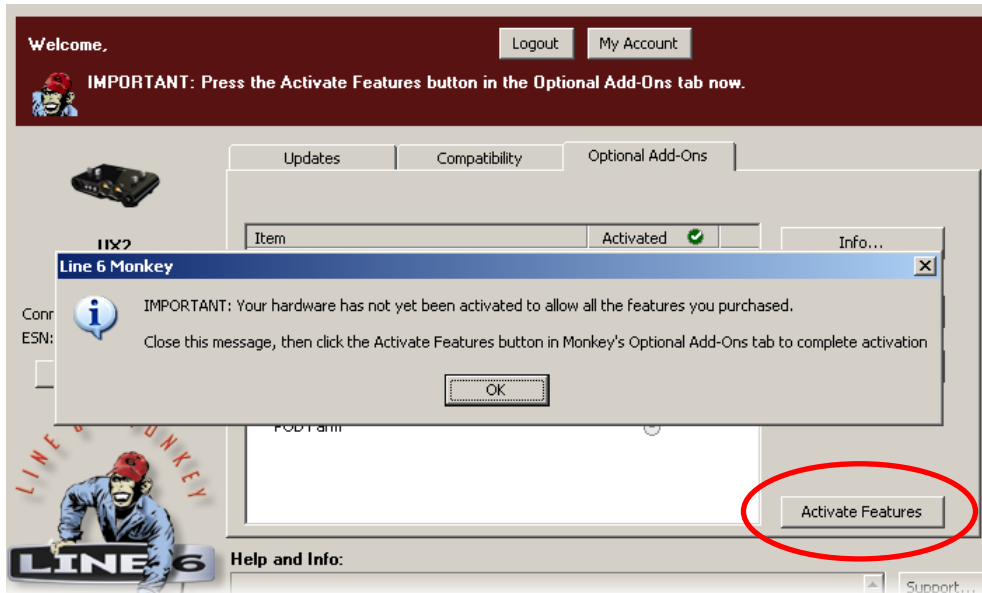 Welcome,
Logout
My Account
IMPORTANT: Press the Activate Features button in the Optional Add-Ons tab now.
Updates
Compatibility
Optional Add-Ons
UX2
Item
Activated
Info...
Line 6 Monkey
Conr
ESN:
IMPORTANT: Your hardware has not yet been activated to allow all the features you purchased.
Close this message, then click the Activate Features button in Monkey's Optional Add-Ons tab to complete activation
OK
POD Farm
LINE 6 MONKEY
Activate Features
LINE 6
Help and Info:
Support...